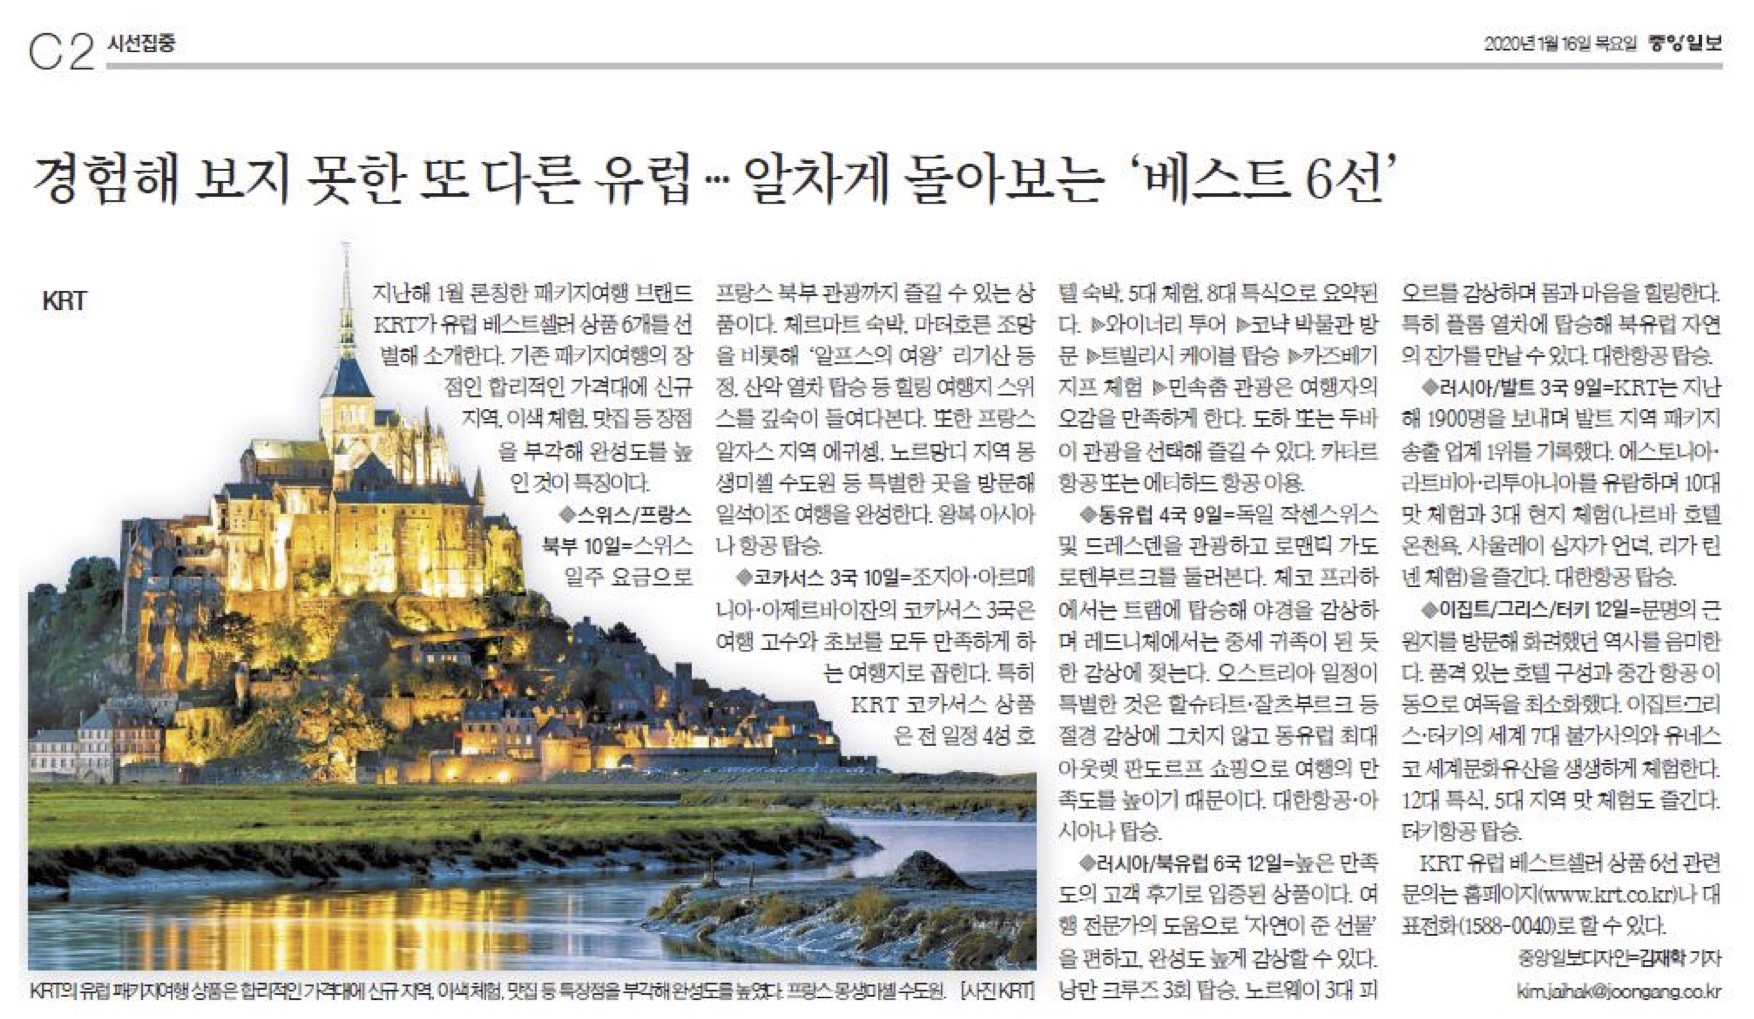 C2 시선집중
2020년 1월 16일 목요일 중앙일보
경험해 보지 못한 또 다른 유럽… 알차게 돌아보는 ‘베스트 6선’
KRT
지난해 1월 론칭한 패키지여행 브랜드
KRT가 유럽 베스트셀러 상품 6개를 선
별해 소개한다. 기존 패키지여행의 장
점인 합리적인 가격대에 신규
지역, 이색 체험, 맛집 등 장점
을 부각해 완성도를 높
인 것이 특징이다.
◆스위스/프랑스
북부 10일=스위스
일주 요금으로
프랑스 북부 관광까지 즐길 수 있는 상
품이다. 체르마트 숙박, 마터호른 조망
을 비롯해 ‘알프스의 여왕’ 리기산 등
정, 산악 열차 탑승 등 힐링 여행지 스위
스를 깊숙이 들여다본다. 또한 프랑스
알자스 지역 에귀셍, 노르망디 지역 몽
생미셸 수도원 등 특별한 곳을 방문해
일석이조 여행을 완성한다. 왕복 아시아
나 항공 탑승.
◆코카서스 3국 10일=조지아·아르메
니아·아제르바이잔의 코카서스 3국은
여행 고수와 초보를 모두 만족하게 하
는 여행지로 꼽힌다. 특히
KRT 코카서스 상품
은 전 일정 4성 호
텔 숙박, 5대 체험, 8대 특식으로 요약된
다. ▶와이너리 투어 ▶코냑 박물관 방
문 ▶트빌리시 케이블 탑승 ▶카즈베기
지프 체험 ▶민속춤 관광은 여행자의
오감을 만족하게 한다. 도하 또는 두바
이 관광을 선택해 즐길 수 있다. 카타르
항공 또는 에티하드 항공 이용.
◆동유럽 4국 9일=독일 작센스위스
및 드레스덴을 관광하고 로맨틱 가도
로텐부르크를 둘러본다. 체코 프라하
에서는 트램에 탑승해 야경을 감상하
며 레드니체에서는 중세 귀족이 된 듯
한 감상에 젖는다. 오스트리아 일정이
특별한 것은 할슈타트·잘츠부르크 등
절경 감상에 그치지 않고 동유럽 최대
아웃렛 판도르프 쇼핑으로 여행의 만
족도를 높이기 때문이다. 대한항공·아
시아나 탑승.
◆러시아/북유럽 6국 12일=높은 만족
도의 고객 후기로 입증된 상품이다. 여
행 전문가의 도움으로 ‘자연이 준 선물’
을 편하고, 완성도 높게 감상할 수 있다.
낭만 크루즈 3회 탑승, 노르웨이 3대 피
오르를 감상하며 몸과 마음을 힐링한다.
특히 플롬 열차에 탑승해 북유럽 자연
의 진가를 만날 수 있다. 대한항공 탑승.
◆러시아/발트 3국 9일=KRT는 지난
해 1900명을 보내며 발트 지역 패키지
송출 업계 1위를 기록했다. 에스토니아·
라트비아·리투아니아를 유람하며 10대
맛 체험과 3대 현지 체험(나르바 호텔
온천욕, 샤울레이 십자가 언덕, 리가 린
넨 체험)을 즐긴다. 대한항공 탑승.
◆이집트/그리스/터키 12일=문명의 근
원지를 방문해 화려했던 역사를 음미한
다. 품격 있는 호텔 구성과 중간 항공 이
동으로 여독을 최소화했다. 이집트·그리
스·터키의 세계 7대 불가사의와 유네스
코 세계문화유산을 생생하게 체험한다.
12대 특식, 5대 지역 맛 체험도 즐긴다.
터키항공 탑승.
KRT 유럽 베스트셀러 상품 6선 관련
문의는 홈페이지(www.krt.co.kr)나 대
표전화(1588-0040)로 할 수 있다.
중앙일보디자인=김재학 기자
kim.jaihak@joongang.co.kr
KRT의 유럽 패키지여행 상품은 합리적인 가격대에 신규 지역, 이색 체험, 맛집 등 특장점을 부각해 완성도를 높였다. 프랑스 몽생미셸 수도원. [사진 KRT]